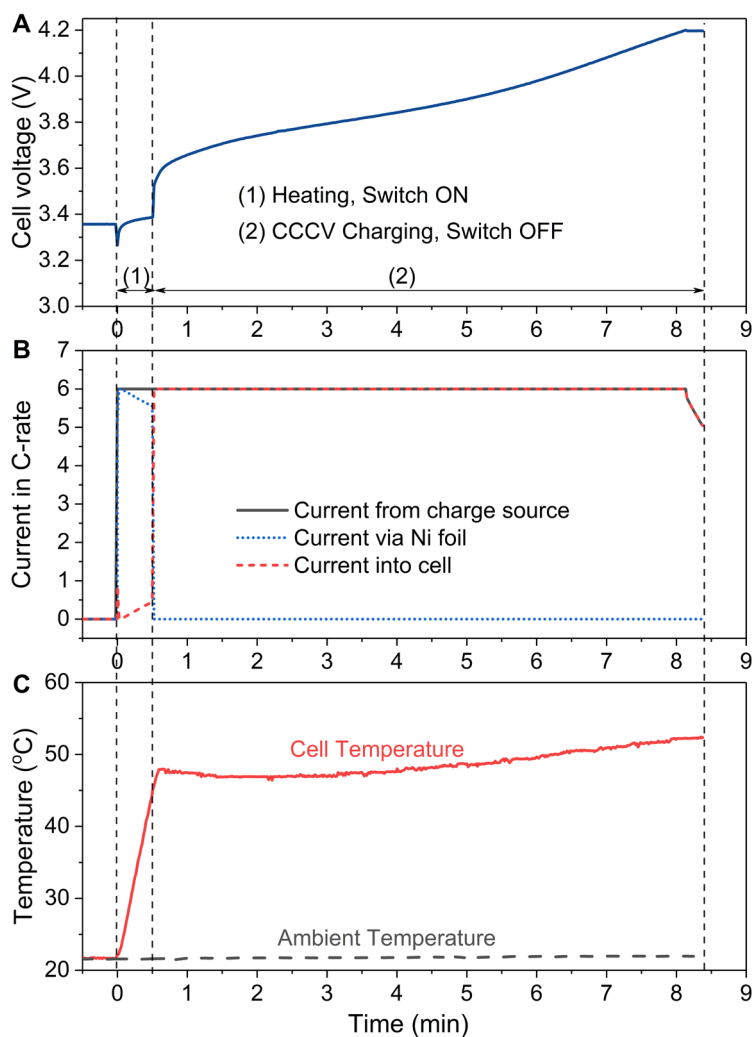 A
4.2
4.0
3.8
3.6
3.4
3.2
3.0
Cell voltage (V)
(1) Heating, Switch ON
(2) CCCV Charging, Switch OFF
(1)
(2)
0 1 2 3 4 5 6 7 8 9
B
7
6
5
4
3
2
1
0
Current in C-rate
Current from charge source
Current via Ni foil
Current into cell
0 1 2 3 4 5 6 7 8 9
C
60
50
40
30
20
Temperature (°C)
Cell Temperature
Ambient Temperature
0 1 2 3 4 5 6 7 8 9
Time (min)